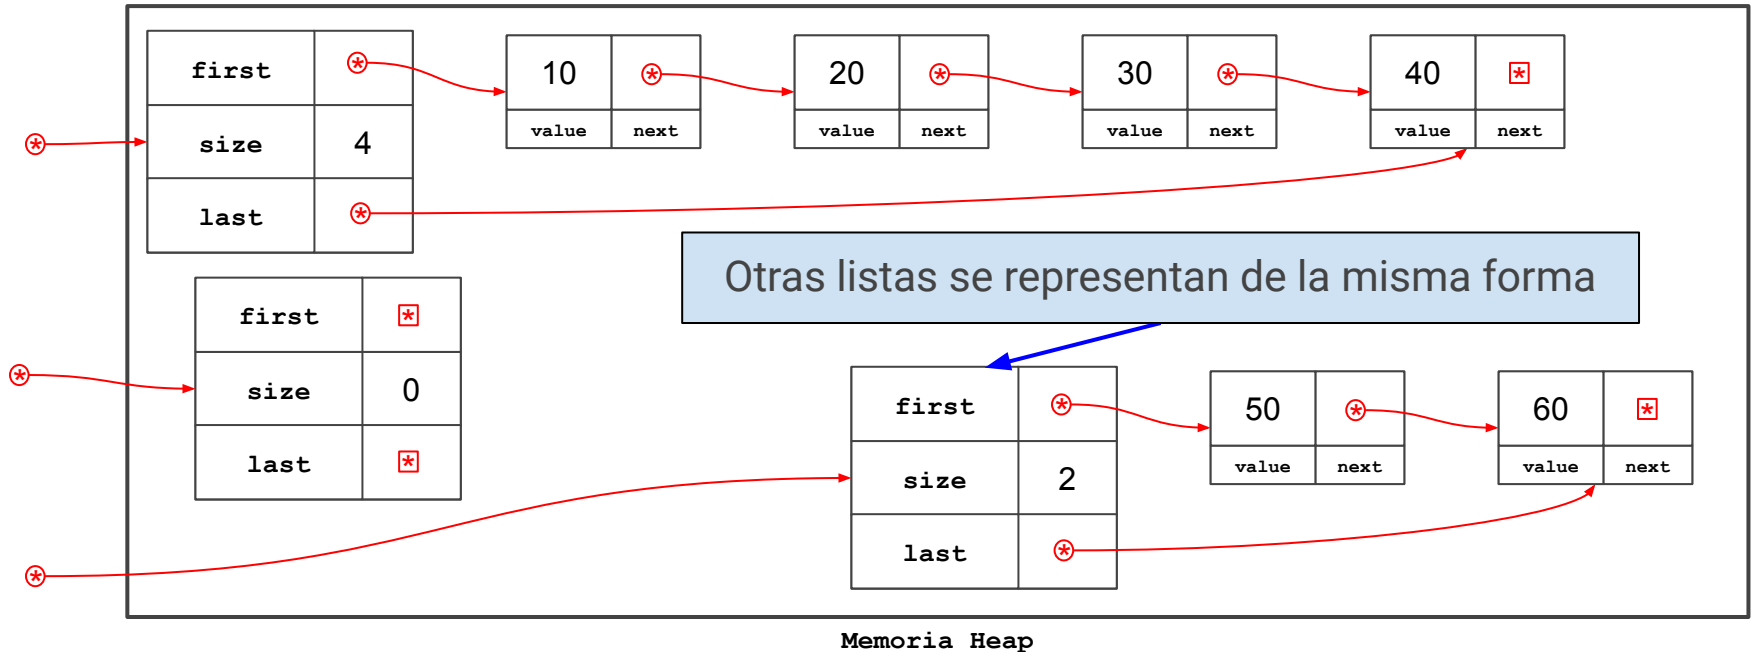 first *
10 * 20 * 30 * 40 *
value next value next value next value next
* size 4
last *
Otras listas se representan de la misma forma
first *
* size 0
last *
first *
50 * 60 *
value next value next
size 2
last *
*
Memoria Heap